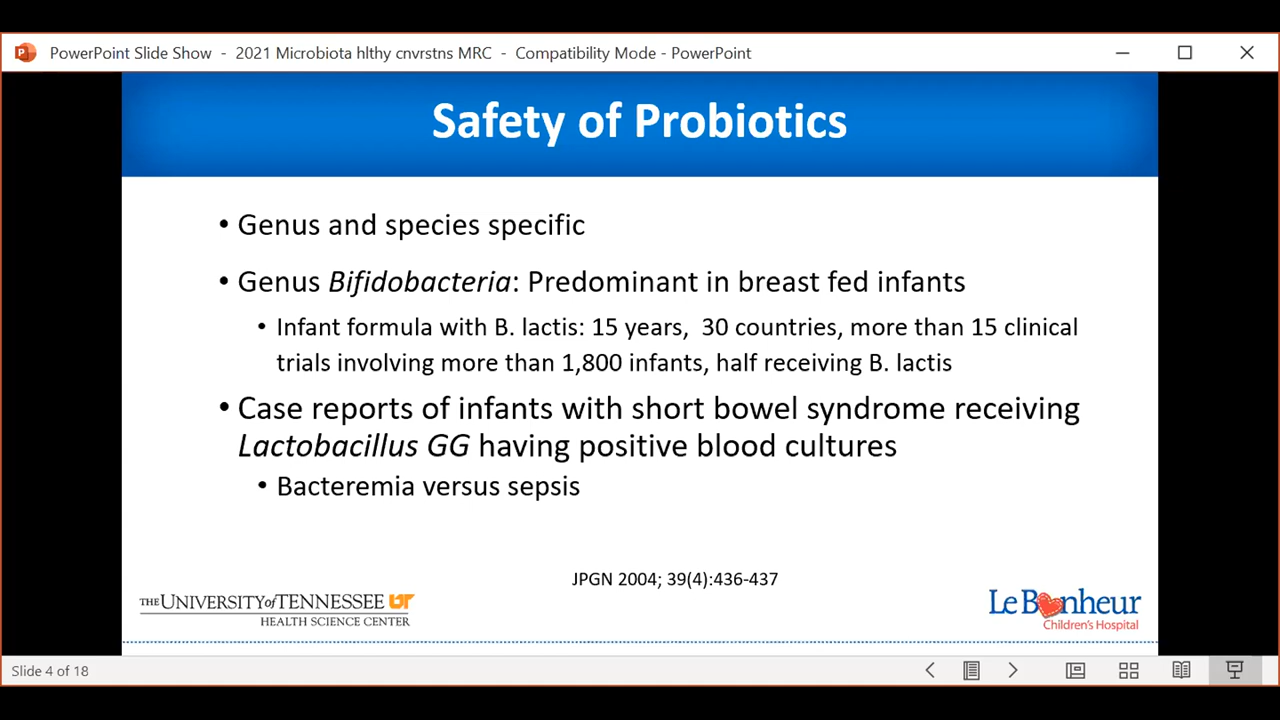 PowerPoint Slide Show - 2021 Microbiota hlthy cnvrstns MRC - Compatibility Mode - PowerPoint
Safety of Probiotics
• Genus and species specific
• Genus Bifidobacteria: Predominant in breast fed infants
• Infant formula with B. lactis: 15 years, 30 countries, more than 15 clinical
trials involving more than 1,800 infants, half receiving B. lactis
• Case reports of infants with short bowel syndrome receiving
Lactobacillus GG having positive blood cultures
• Bacteremia versus sepsis
JPGN 2004; 39(4):436-437
THE UNIVERSITY of TENNESSEE UT
HEALTH SCIENCE CENTER
Le Bonheur
Children's Hospital
Slide 4 of 18